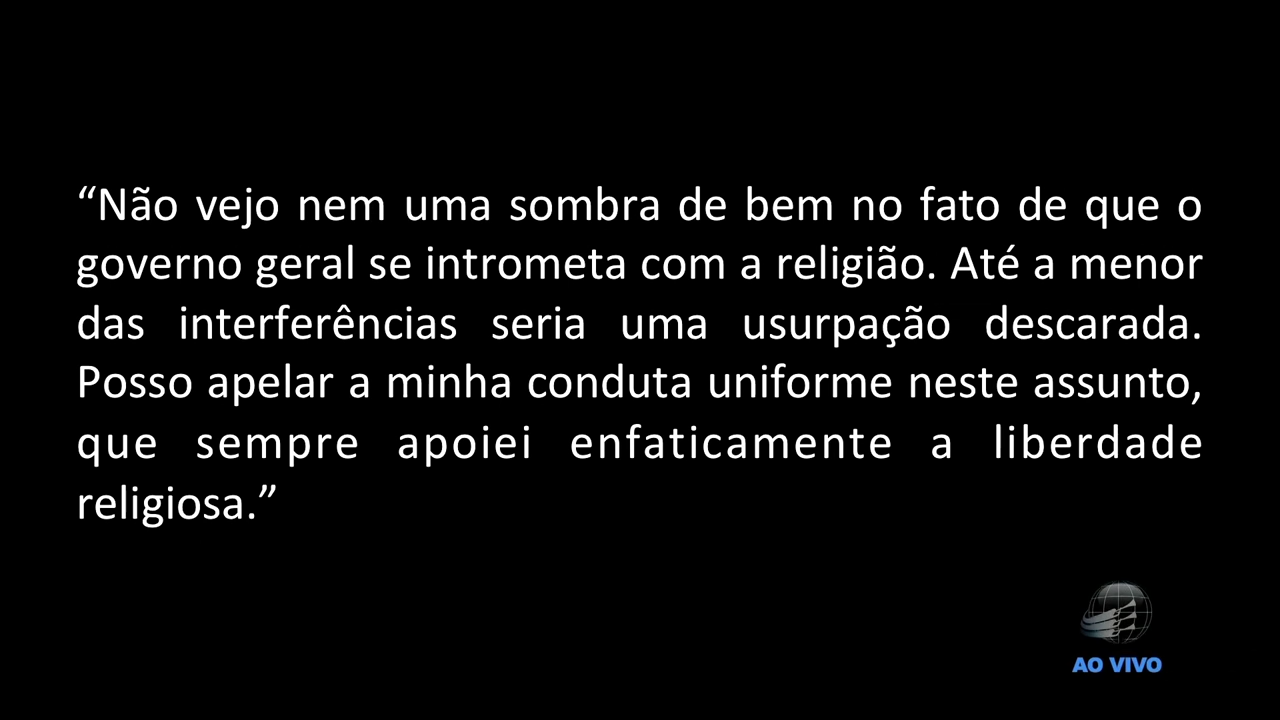 “Não vejo nem uma sombra de bem no fato de que o
governo geral se intrometa com a religião. Até a menor
das interferências seria uma usurpação descarada.
Posso apelar a minha conduta uniforme neste assunto,
que sempre apoiei enfaticamente a liberdade
religiosa.”
AO VIVO